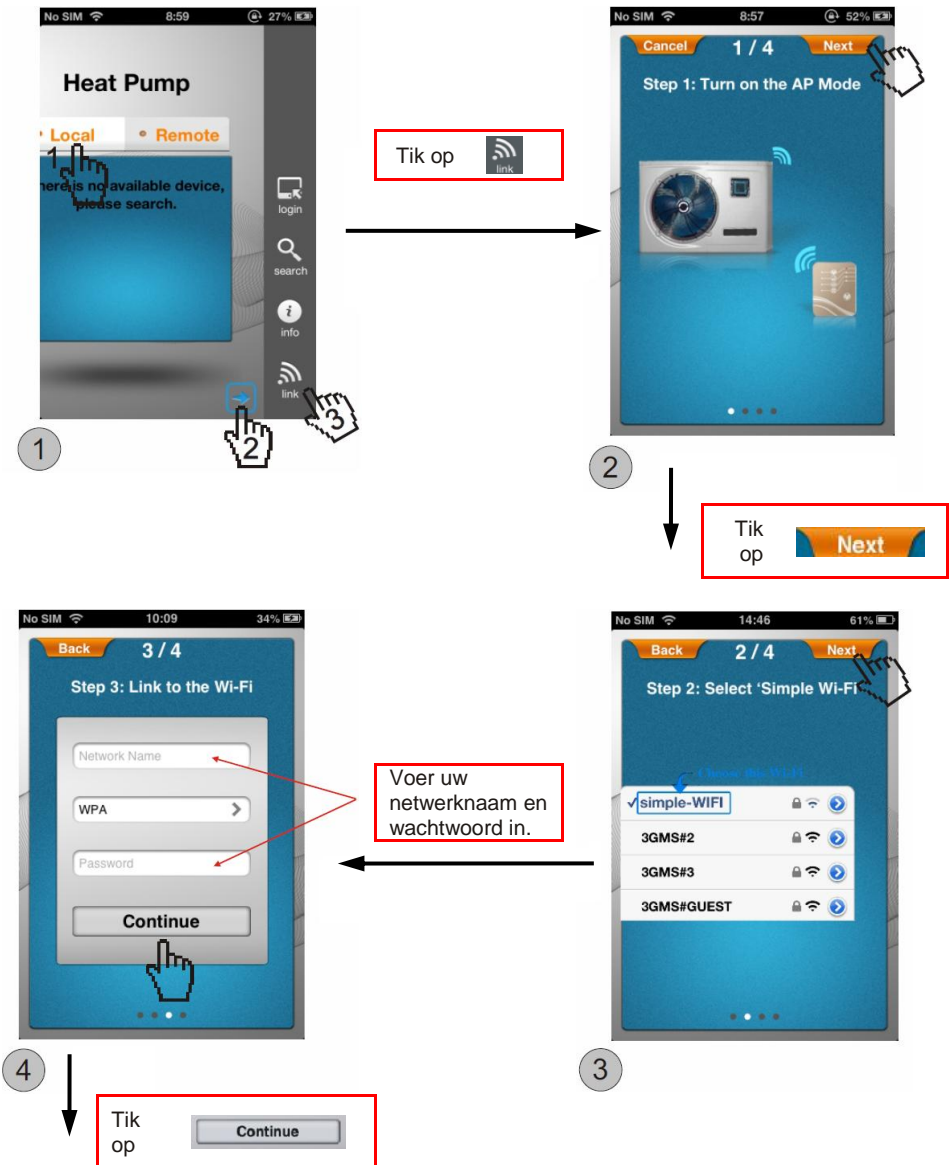 No SIM 8:59 27%
Heat Pump
Local Remote
1
here is no available device,
please search.
login
search
info
link
2
3
1
Tik op
link
No SIM 8:57 52%
Cancel 1 / 4 Next
Step 1: Turn on the AP Mode
2
Tik
op
Next
No SIM 14:46 61%
Back 2 / 4 Next
Step 2: Select ‘Simple Wi-Fi’
Choose this Wi-Fi
simple-WIFI
3GMS#2
3GMS#3
3GMS#GUEST
3
Voer uw
netwerknaam en
wachtwoord in.
No SIM 10:09 34%
Back 3 / 4
Step 3: Link to the Wi-Fi
Network Name
WPA
Password
Continue
4
Tik
op
Continue